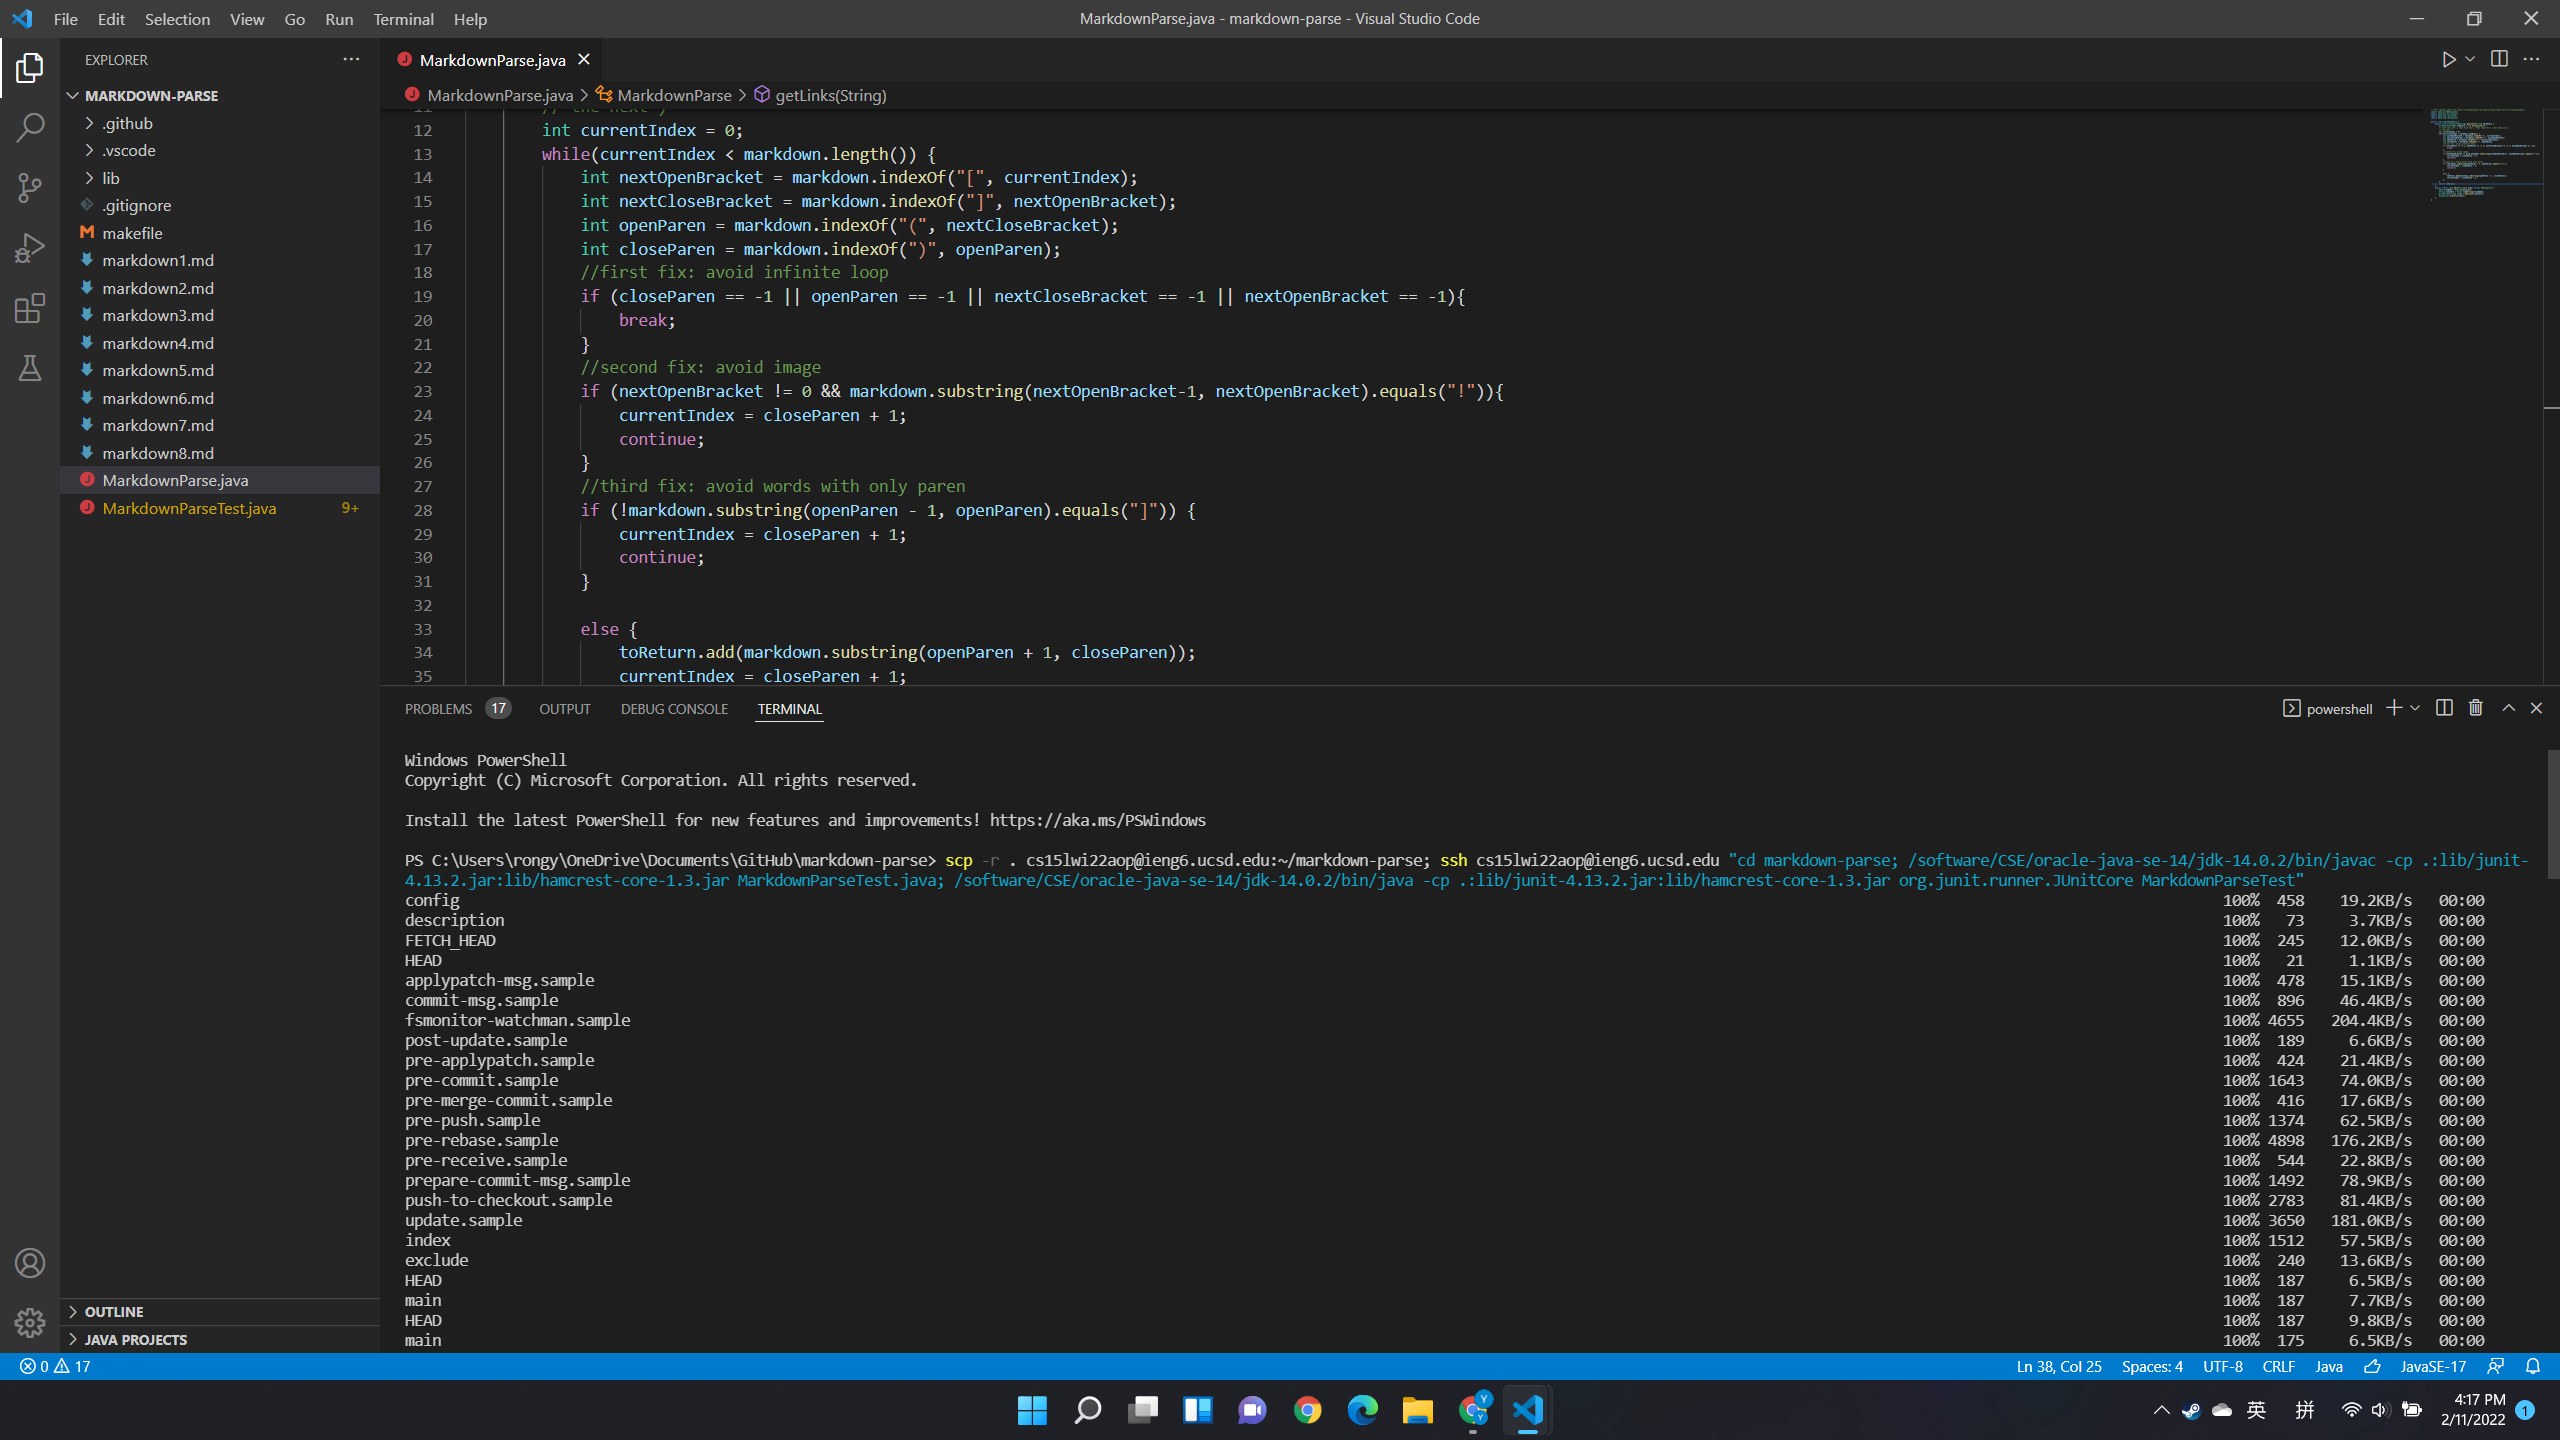 File Edit Selection View Go Run Terminal Help
MarkdownParse.java - markdown-parse - Visual Studio Code
EXPLORER
MARKDOWN-PARSE
.github
.vscode
lib
.gitignore
makefile
markdown1.md
markdown2.md
markdown3.md
markdown4.md
markdown5.md
markdown6.md
markdown7.md
markdown8.md
MarkdownParse.java
MarkdownParseTest.java 9+
OUTLINE
JAVA PROJECTS
MarkdownParse.java
MarkdownParse.java > MarkdownParse > getLinks(String)
12 int currentIndex = 0;
13 while(currentIndex < markdown.length()) {
14 int nextOpenBracket = markdown.indexOf("[", currentIndex);
15 int nextCloseBracket = markdown.indexOf("]", nextOpenBracket);
16 int openParen = markdown.indexOf("(", nextCloseBracket);
17 int closeParen = markdown.indexOf(")", openParen);
18 //first fix: avoid infinite loop
19 if (closeParen == -1 || openParen == -1 || nextCloseBracket == -1 || nextOpenBracket == -1){
20 break;
21 }
22 //second fix: avoid image
23 if (nextOpenBracket != 0 && markdown.substring(nextOpenBracket-1, nextOpenBracket).equals("!")){
24 currentIndex = closeParen + 1;
25 continue;
26 }
27 //third fix: avoid words with only paren
28 if (!markdown.substring(openParen - 1, openParen).equals("]")) {
29 currentIndex = closeParen + 1;
30 continue;
31 }
32
33 else {
34 toReturn.add(markdown.substring(openParen + 1, closeParen));
35 currentIndex = closeParen + 1;
PROBLEMS 17 OUTPUT DEBUG CONSOLE TERMINAL
powershell
Windows PowerShell
Copyright (C) Microsoft Corporation. All rights reserved.
Install the latest PowerShell for new features and improvements! https://aka.ms/PSWindows
PS C:\Users\rongy\OneDrive\Documents\GitHub\markdown-parse> scp -r . cs15lwi22aop@ieng6.ucsd.edu:~/markdown-parse; ssh cs15lwi22aop@ieng6.ucsd.edu "cd markdown-parse; /software/CSE/oracle-java-se-14/jdk-14.0.2/bin/javac -cp .:lib/junit-
4.13.2.jar:lib/hamcrest-core-1.3.jar MarkdownParseTest.java; /software/CSE/oracle-java-se-14/jdk-14.0.2/bin/java -cp .:lib/junit-4.13.2.jar:lib/hamcrest-core-1.3.jar org.junit.runner.JUnitCore MarkdownParseTest"
config 100% 458 19.2KB/s 00:00
description 100% 73 3.7KB/s 00:00
FETCH_HEAD 100% 245 12.0KB/s 00:00
HEAD 100% 21 1.1KB/s 00:00
applypatch-msg.sample 100% 478 15.1KB/s 00:00
commit-msg.sample 100% 896 46.4KB/s 00:00
fsmonitor-watchman.sample 100% 4655 204.4KB/s 00:00
post-update.sample 100% 189 6.6KB/s 00:00
pre-applypatch.sample 100% 424 21.4KB/s 00:00
pre-commit.sample 100% 1643 74.0KB/s 00:00
pre-merge-commit.sample 100% 416 17.6KB/s 00:00
pre-push.sample 100% 1374 62.5KB/s 00:00
pre-rebase.sample 100% 4898 176.2KB/s 00:00
pre-receive.sample 100% 544 22.8KB/s 00:00
prepare-commit-msg.sample 100% 1492 78.9KB/s 00:00
push-to-checkout.sample 100% 2783 81.4KB/s 00:00
update.sample 100% 3650 181.0KB/s 00:00
index 100% 1512 57.5KB/s 00:00
exclude 100% 240 13.6KB/s 00:00
HEAD 100% 187 6.5KB/s 00:00
main 100% 187 7.7KB/s 00:00
HEAD 100% 187 9.8KB/s 00:00
main 100% 175 6.5KB/s 00:00
0 17
Ln 38, Col 25 Spaces: 4 UTF-8 CRLF Java JavaSE-17
英 拼
4:17 PM
2/11/2022
1